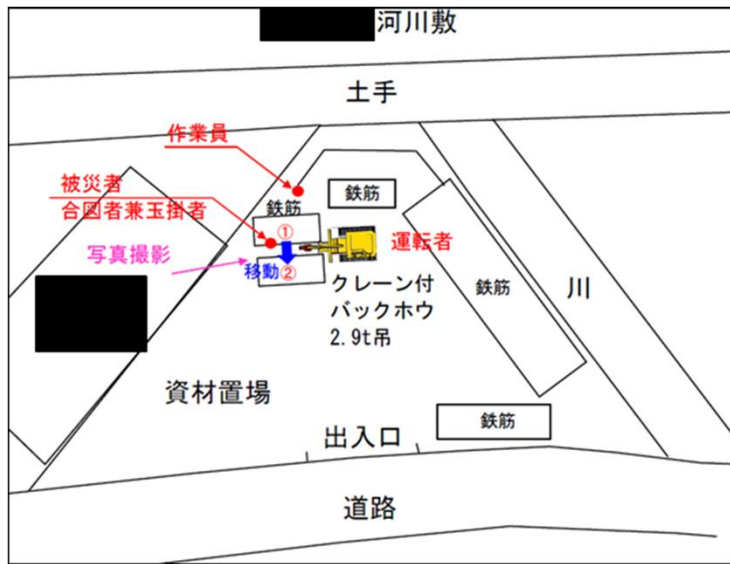 河川敷
土手
作業員
被災者
合図者兼玉掛者
鉄筋
鉄筋
①
運転者
写真撮影
移動②
クレーン付
バックホウ
2.9t吊
鉄筋
川
資材置場
鉄筋
出入口
道路